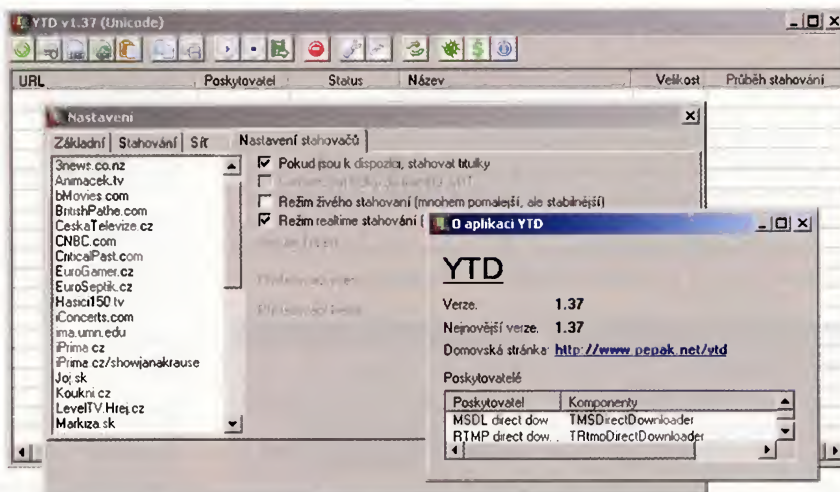 YTD v1.37 (Unicode)
URL Poskytovatel Status Název Velikost Průběh stahování
Nastavení
Základní Stahování Síť Nastavení stahovačů
3news.co.nz
Animacek.tv
bMovies.com
BritishPathe.com
CeskaTelevize.cz
CNBC.com
CriticalPast.com
EuroGamer.cz
EuroSeptik.cz
Hasici150.tv
iConcerts.com
ima.umn.edu
iPrima.cz
iPrima.cz/showjanakrause
Joj.sk
Koukni.cz
LevelTV.Hrej.cz
Markiza.sk
Pokud jsou k dispozici, stahovat titulky
Režim živého stahování (mnohem pomalejší, ale stabilnější)
Režim realtime stahování (
O aplikaci YTD
YTD
Verze: 1.37
Nejnovější verze: 1.37
Domovská stránka: http://www.pepak.net/ytd
Poskytovatelé
Poskytovatel Komponenty
MSDL direct dow TMSDirectDownloader
RTMP direct dow... TRtmpDirectDownloader